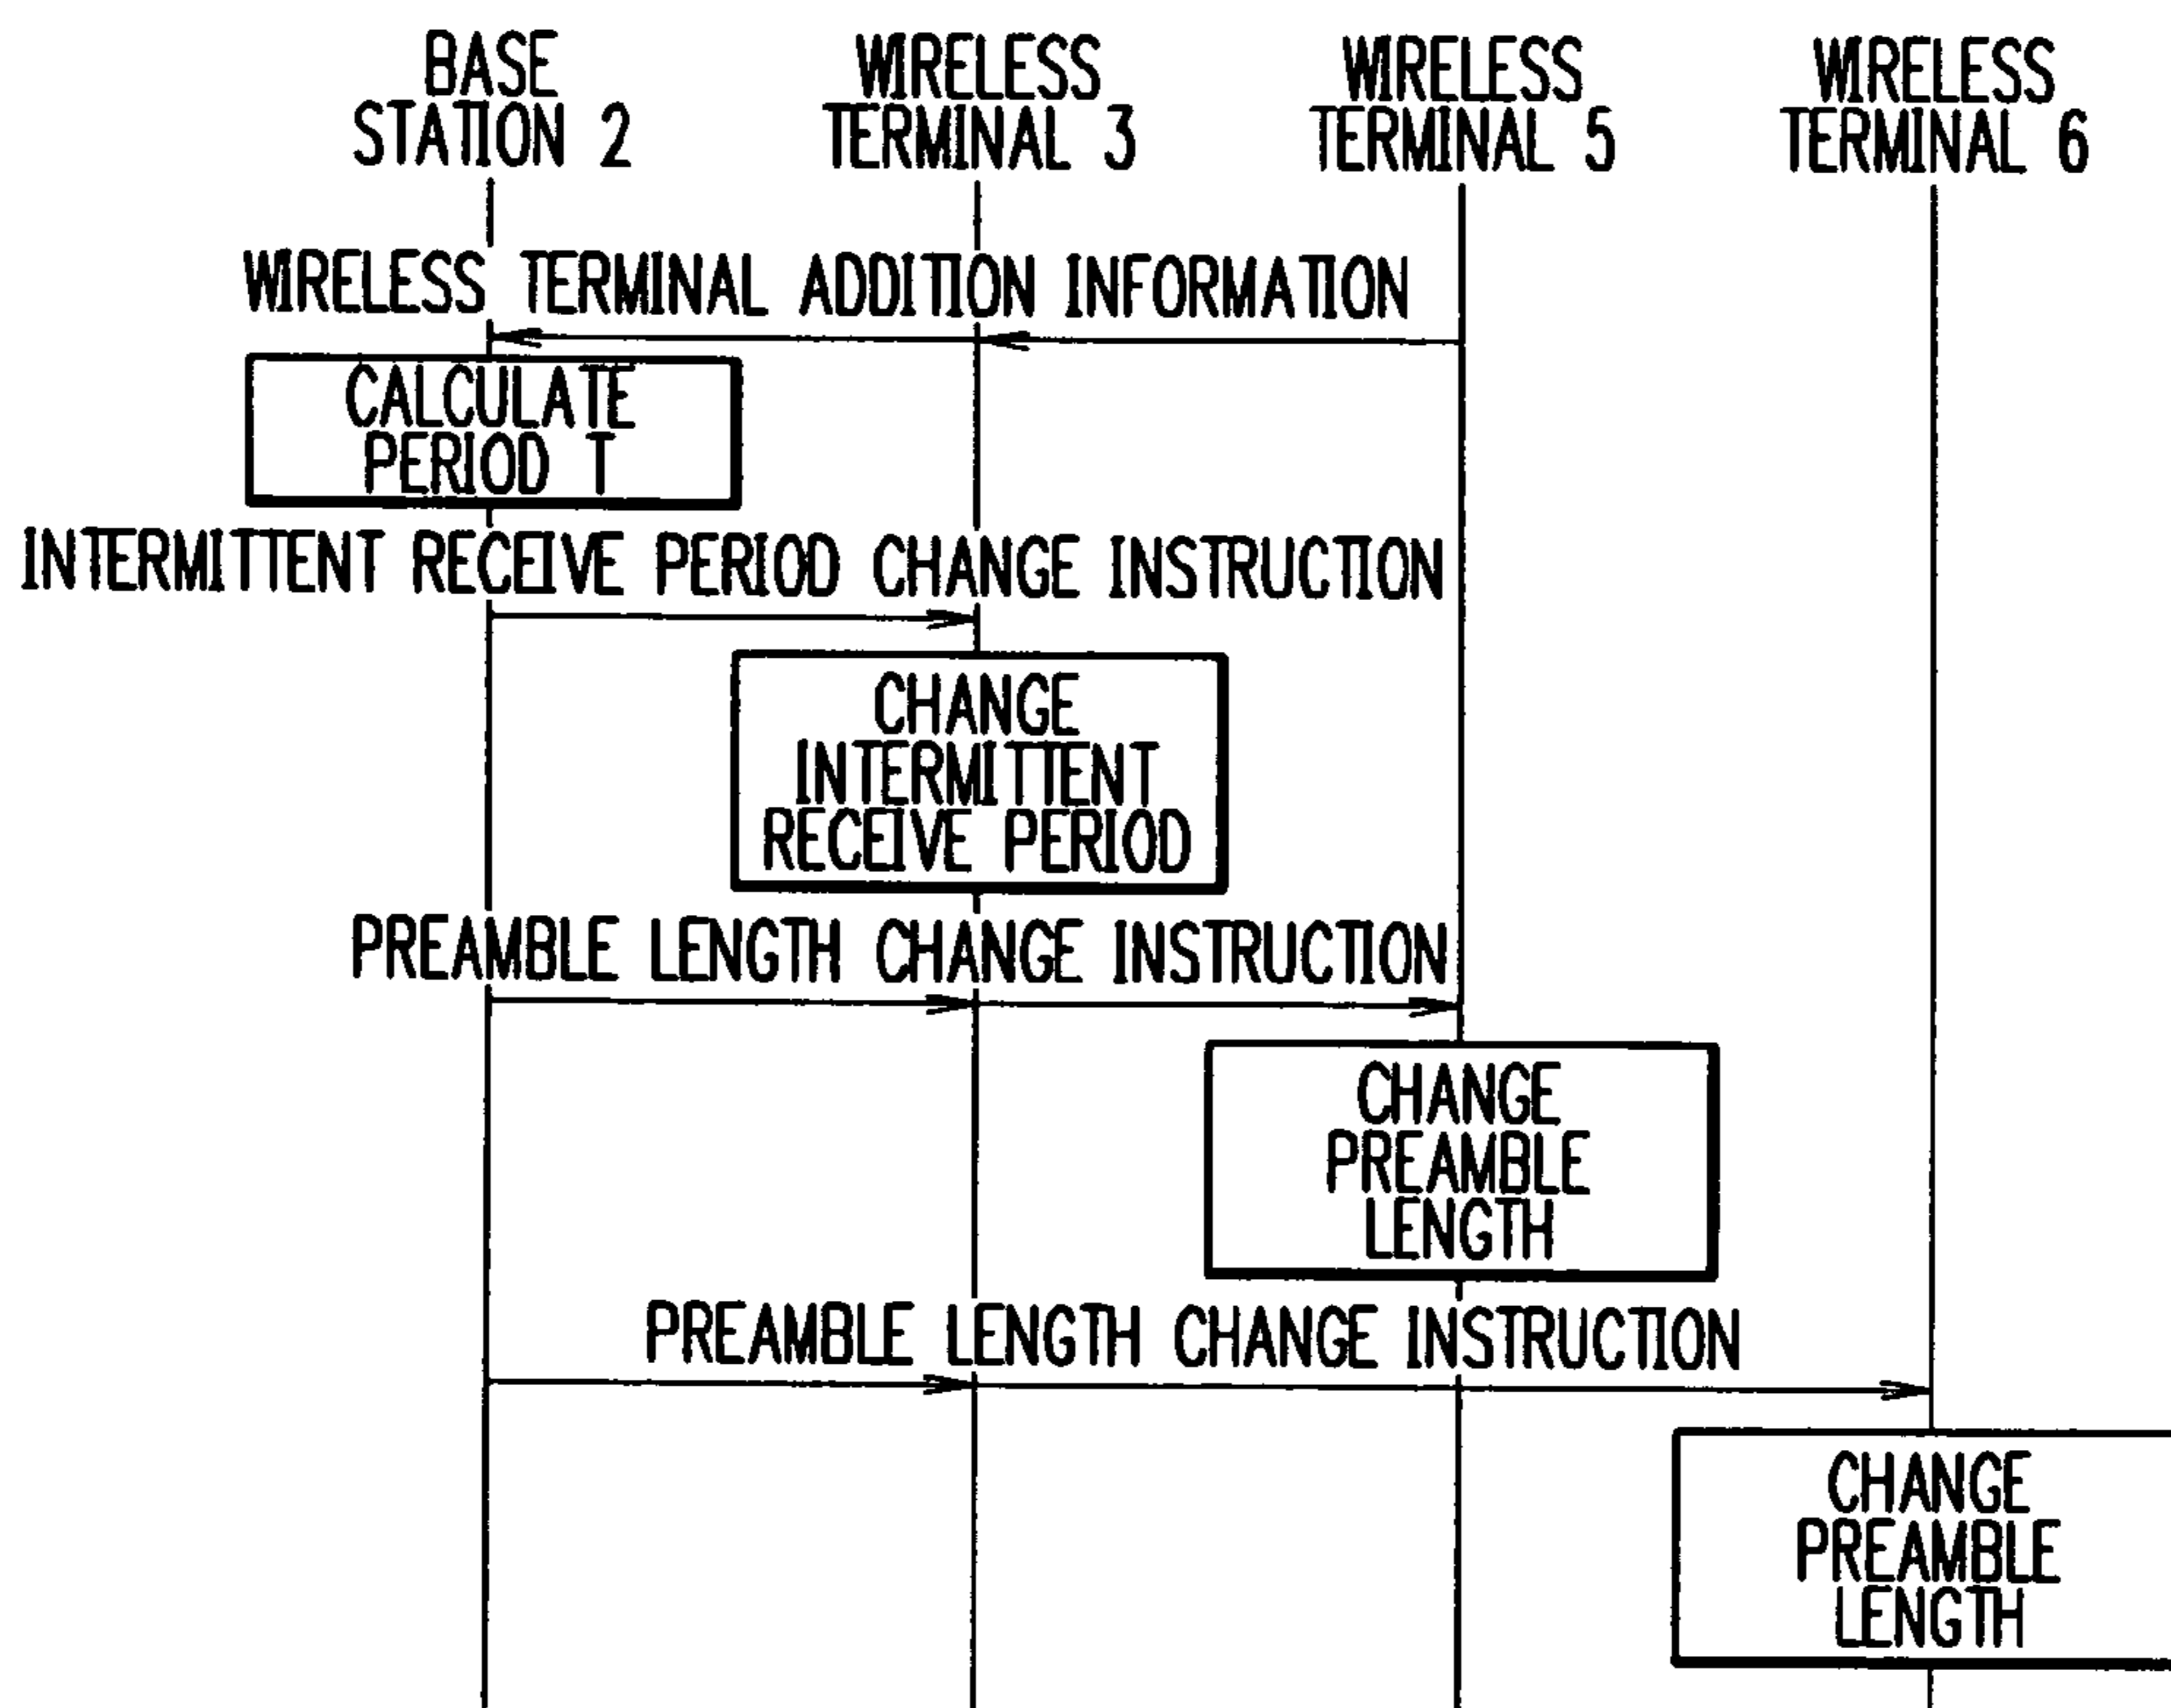 BASE
STATION 2
WIRELESS
TERMINAL 3
WIRELESS
TERMINAL 5
WIRELESS
TERMINAL 6
WIRELESS TERMINAL ADDITION INFORMATION
CALCULATE
PERIOD T
INTERMITTENT RECEIVE PERIOD CHANGE INSTRUCTION
CHANGE
INTERMITTENT
RECEIVE PERIOD
PREAMBLE LENGTH CHANGE INSTRUCTION
CHANGE
PREAMBLE
LENGTH
PREAMBLE LENGTH CHANGE INSTRUCTION
CHANGE
PREAMBLE
LENGTH